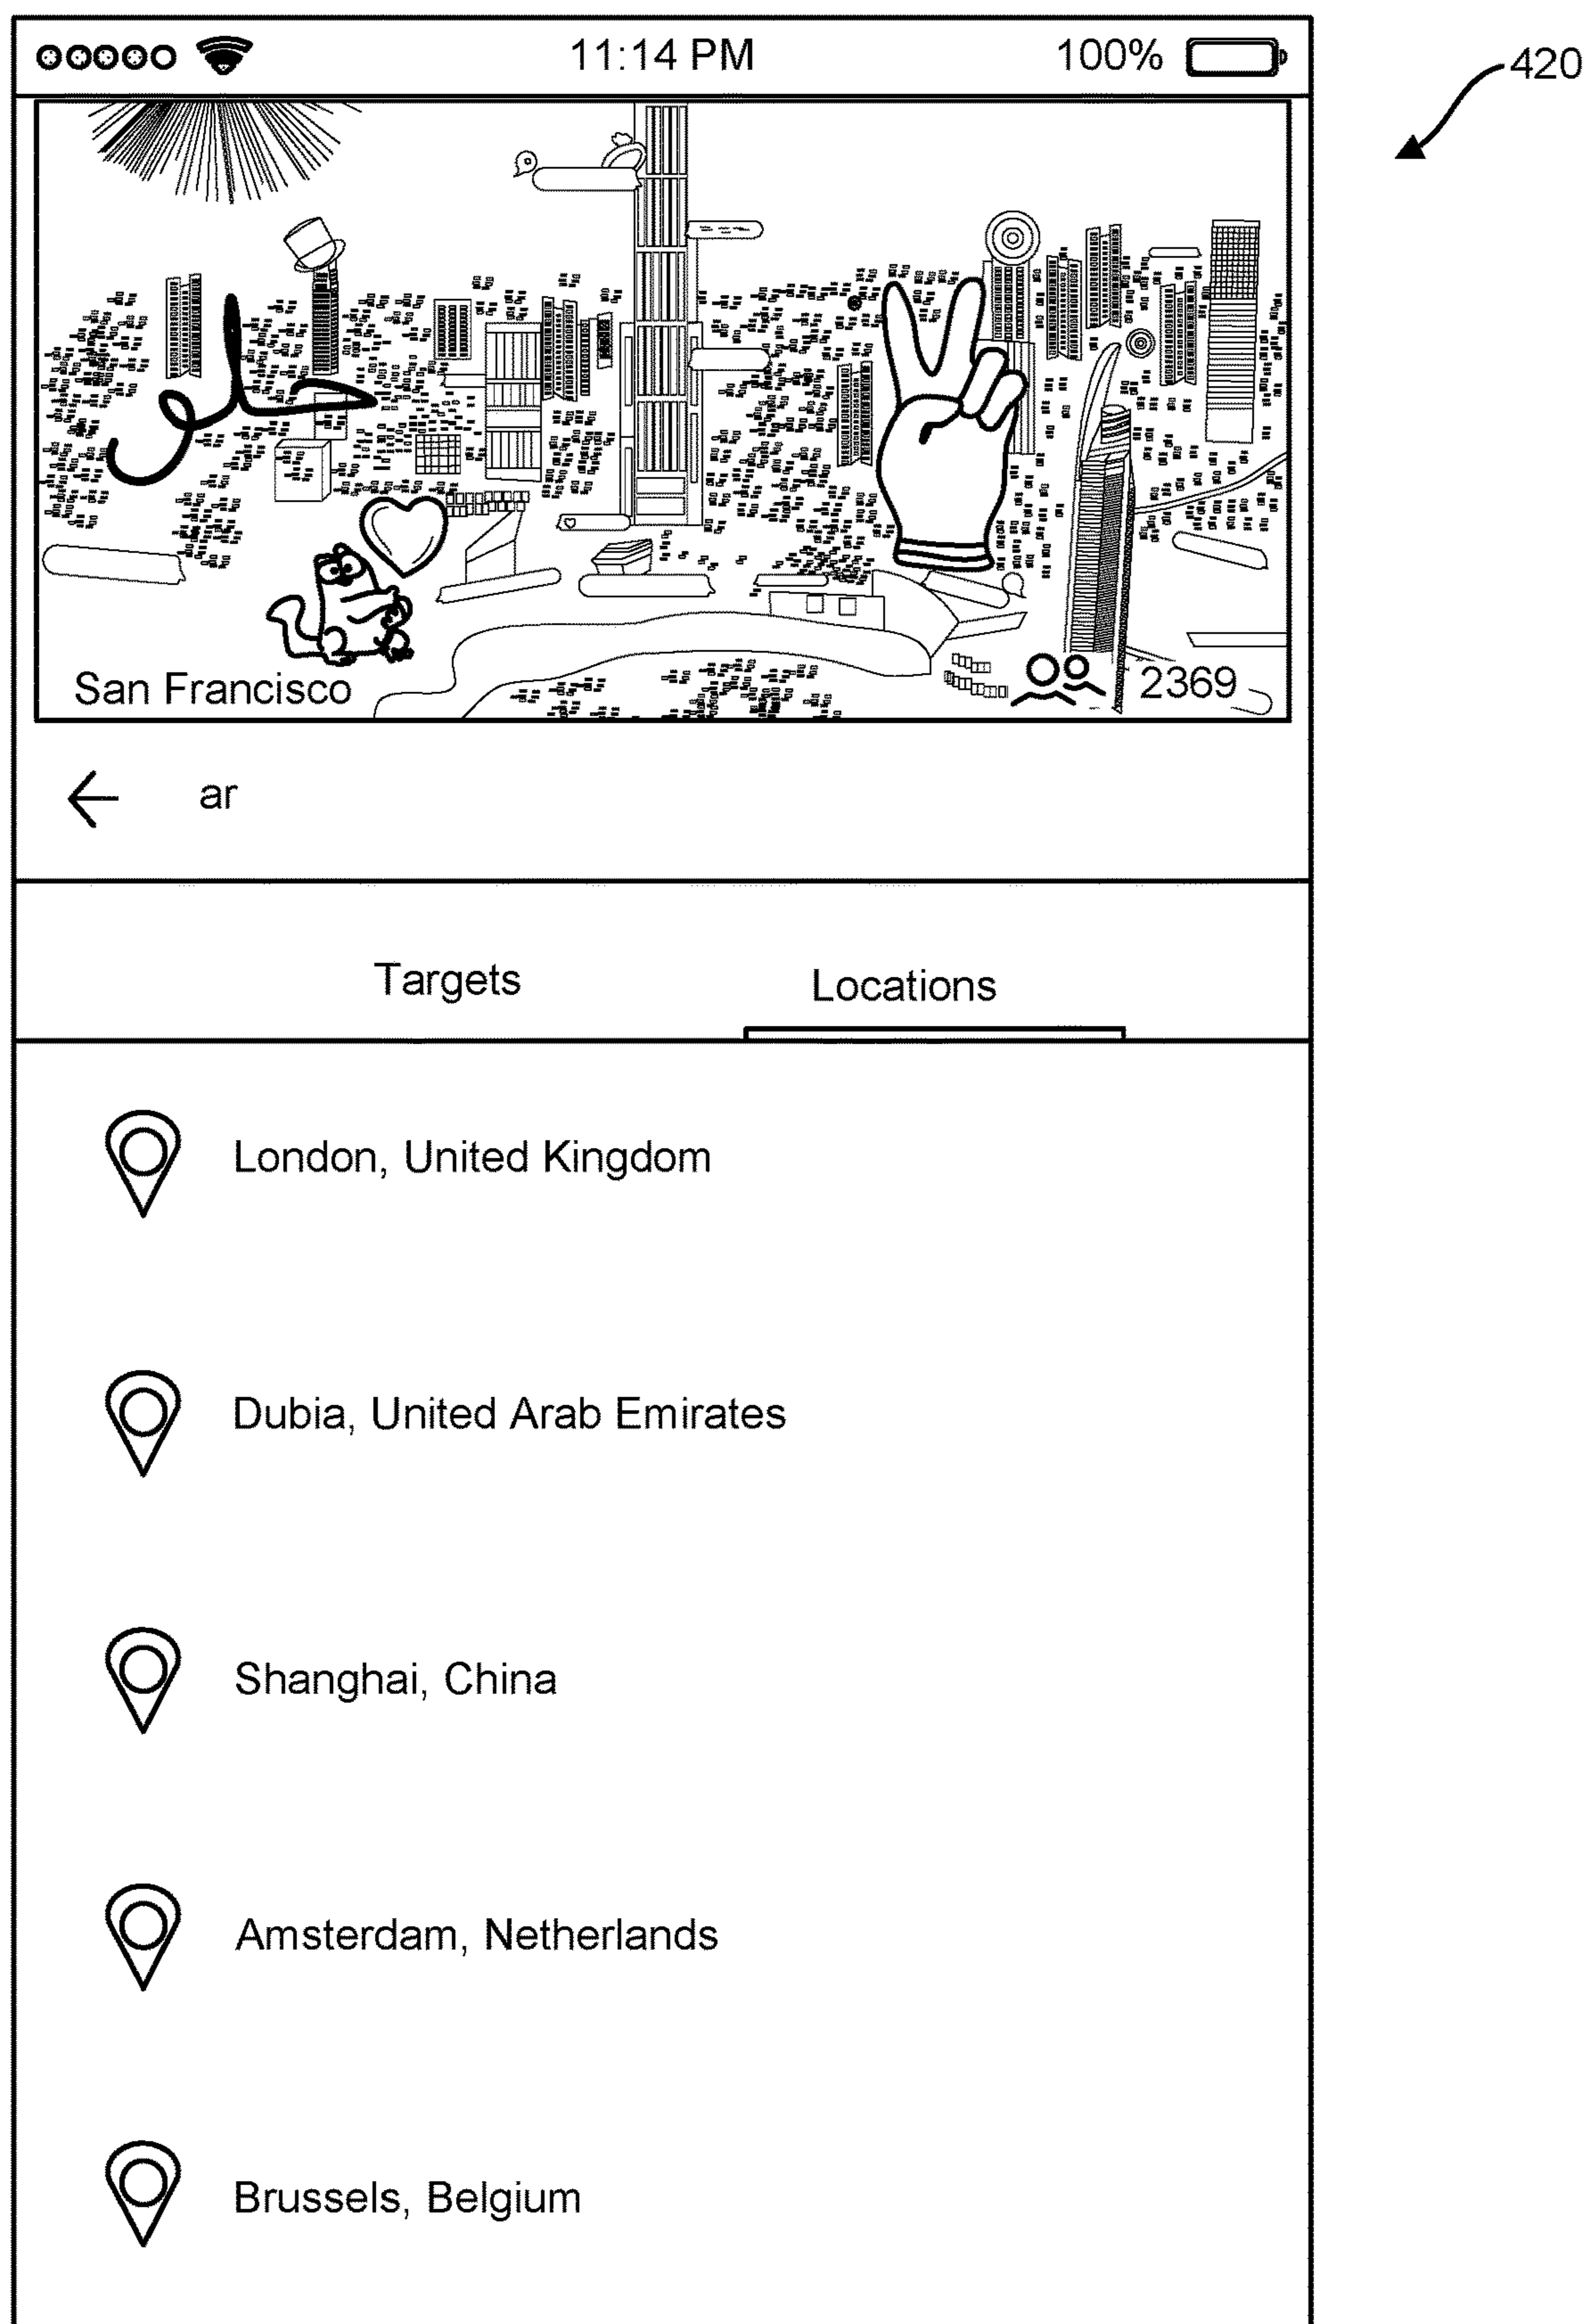 11:14 PM 100%
420
San Francisco 2369
ar
Targets Locations
London, United Kingdom
Dubia, United Arab Emirates
Shanghai, China
Amsterdam, Netherlands
Brussels, Belgium